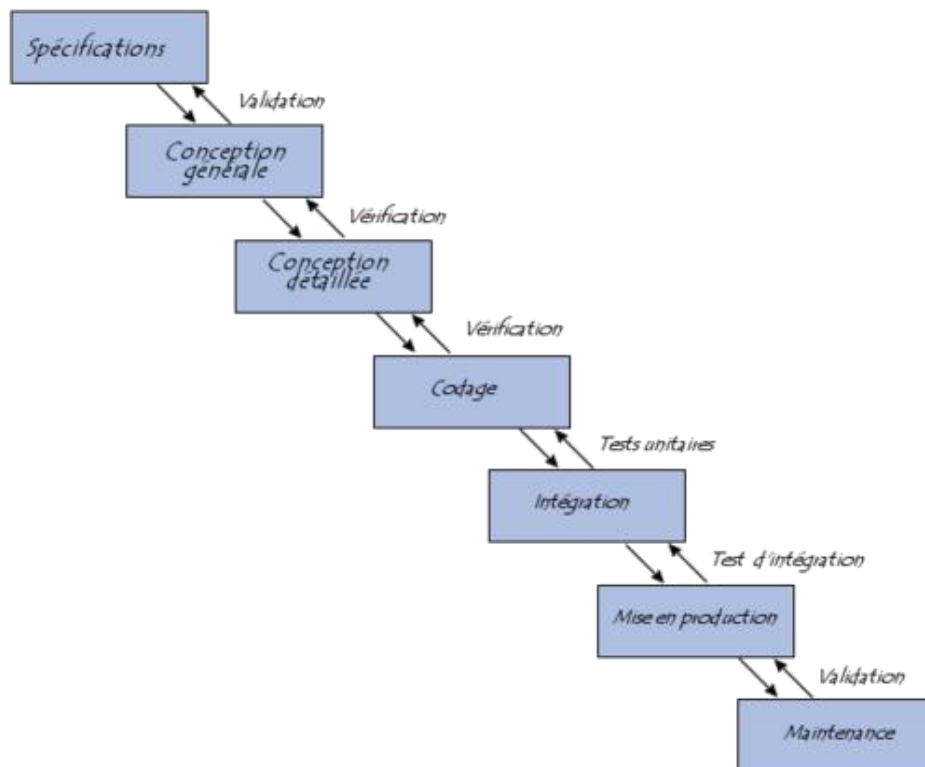 Spécifications
Validation
Conception
générale
Vérification
Conception
détaillée
Vérification
Codage
Tests unitaires
Intégration
Test d'intégration
Mise en production
Validation
Maintenance